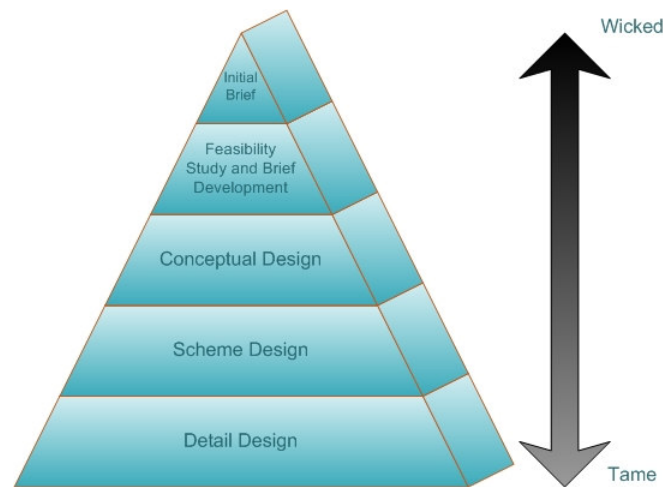 Wicked
Initial
Brief
Feasibility
Study and Brief
Development
Conceptual Design
Scheme Design
Detail Design
Tame